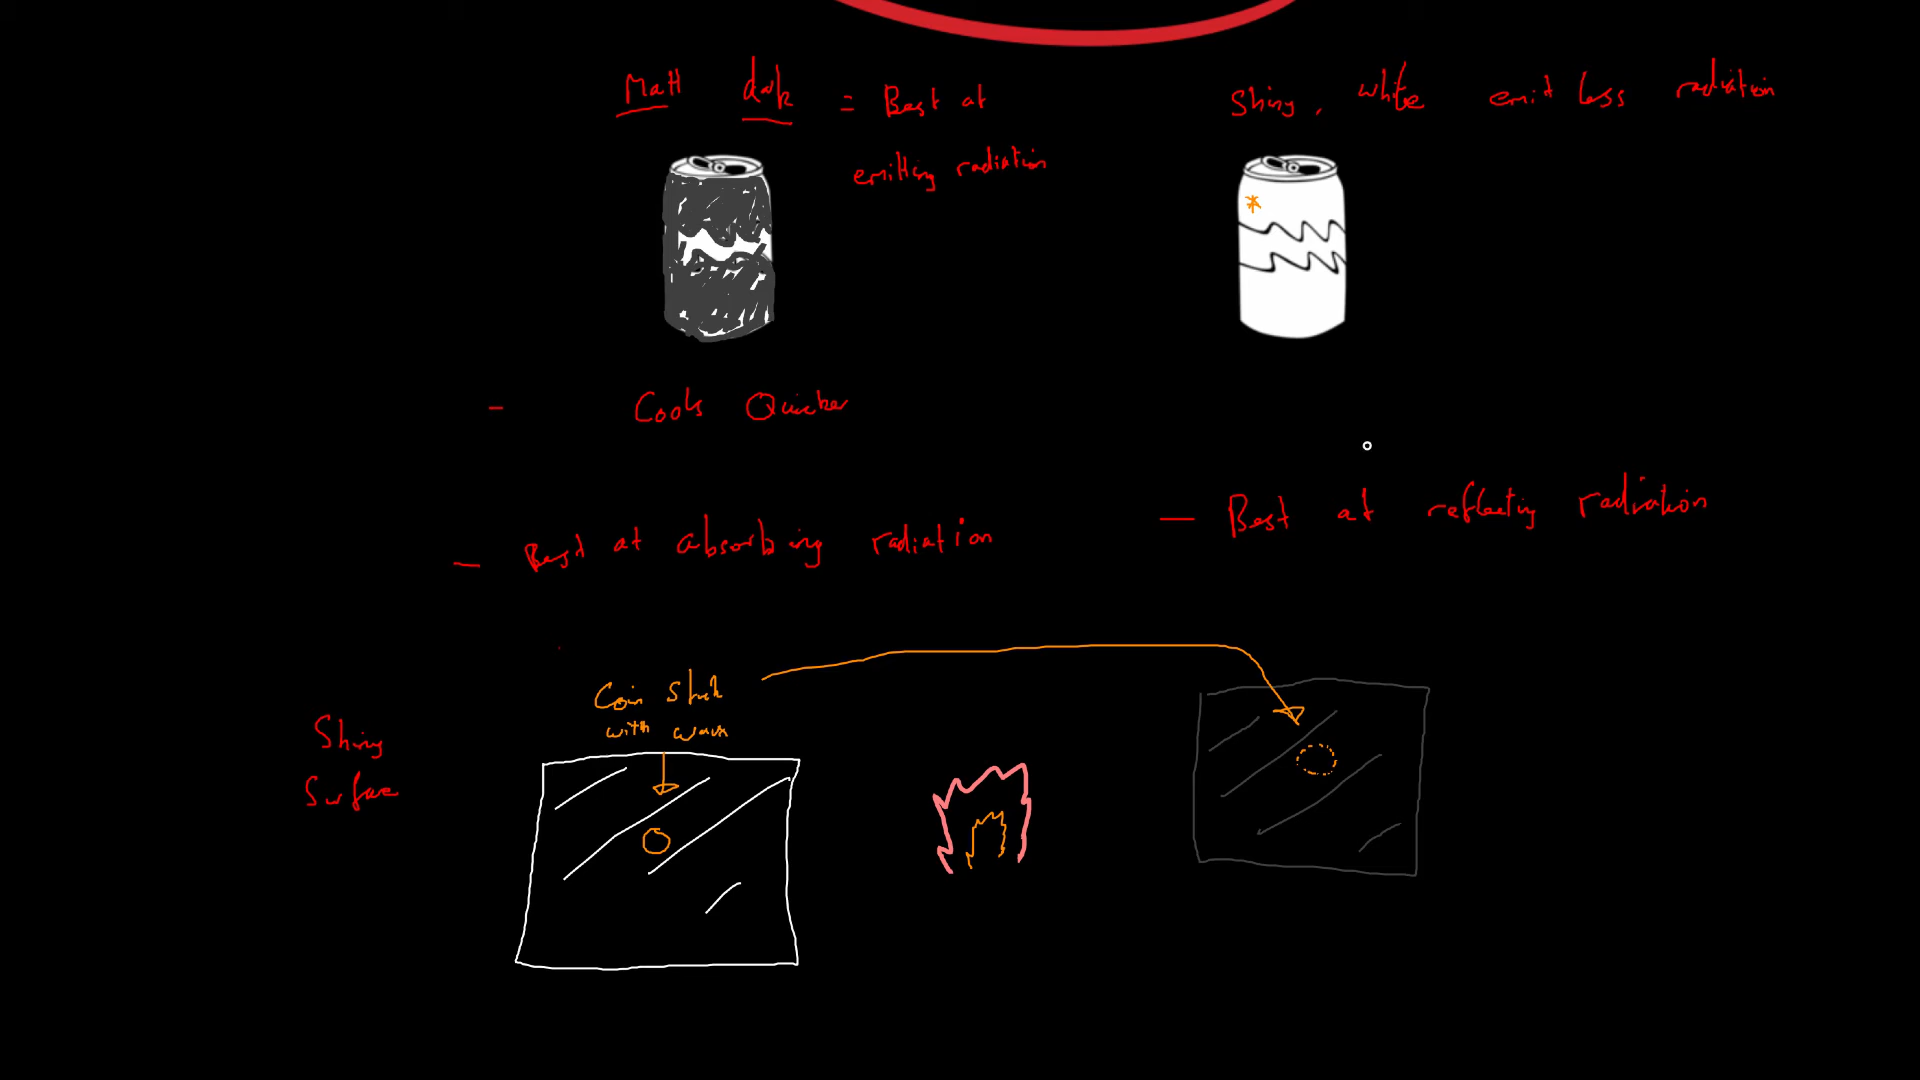 Matt dark = Best at
emitting radiation
Shiny, white emit less radiation
- Cools Quicker
- Best at absorbing radiation
- Best at reflecting radiation
Coin Stuck
with wax
Shiny
Surface